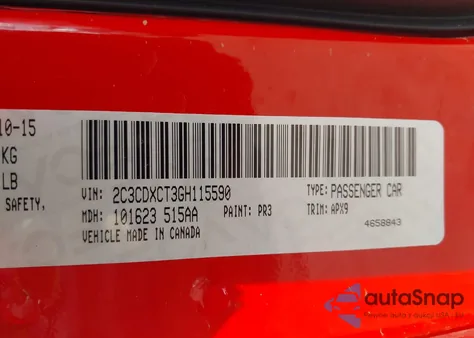 10-15
KG
LB
SAFETY,
VIN: 2C3CDXCT3GH115590
TYPE: PASSENGER CAR
MDH: 101623 515AA
PAINT: PR3
TRIM: APX9
VEHICLE MADE IN CANADA
4658843
autoSnap